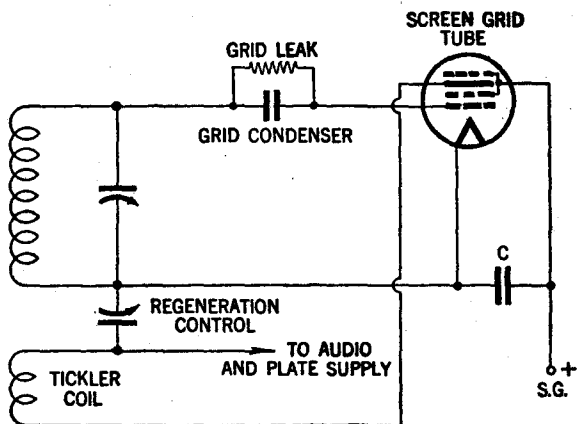 SCREEN GRID
TUBE
GRID LEAK
GRID CONDENSER
C
REGENERATION
CONTROL
TO AUDIO
AND PLATE SUPPLY
TICKLER
COIL
+
S.G.